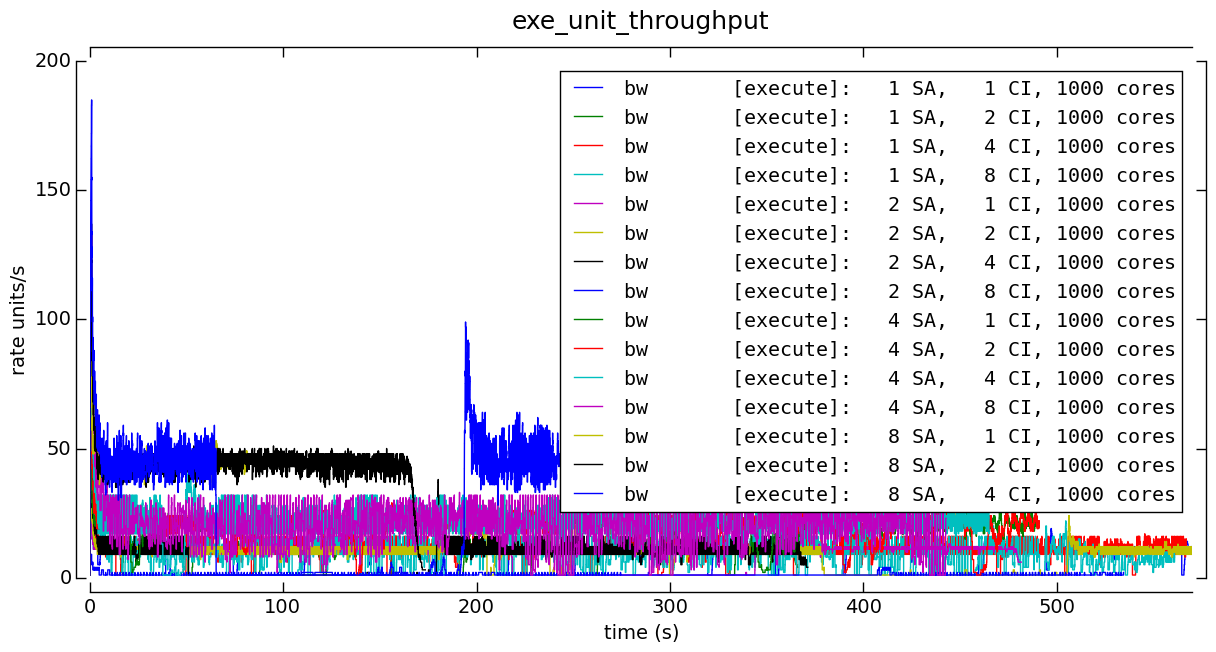 exe_unit_throughput
200
150
100
50
0
rate units/s
bw [execute]: 1 SA, 1 CI, 1000 cores
bw [execute]: 1 SA, 2 CI, 1000 cores
bw [execute]: 1 SA, 4 CI, 1000 cores
bw [execute]: 1 SA, 8 CI, 1000 cores
bw [execute]: 2 SA, 1 CI, 1000 cores
bw [execute]: 2 SA, 2 CI, 1000 cores
bw [execute]: 2 SA, 4 CI, 1000 cores
bw [execute]: 2 SA, 8 CI, 1000 cores
bw [execute]: 4 SA, 1 CI, 1000 cores
bw [execute]: 4 SA, 2 CI, 1000 cores
bw [execute]: 4 SA, 4 CI, 1000 cores
bw [execute]: 4 SA, 8 CI, 1000 cores
bw [execute]: 8 SA, 1 CI, 1000 cores
bw [execute]: 8 SA, 2 CI, 1000 cores
bw [execute]: 8 SA, 4 CI, 1000 cores
0 100 200 300 400 500
time (s)